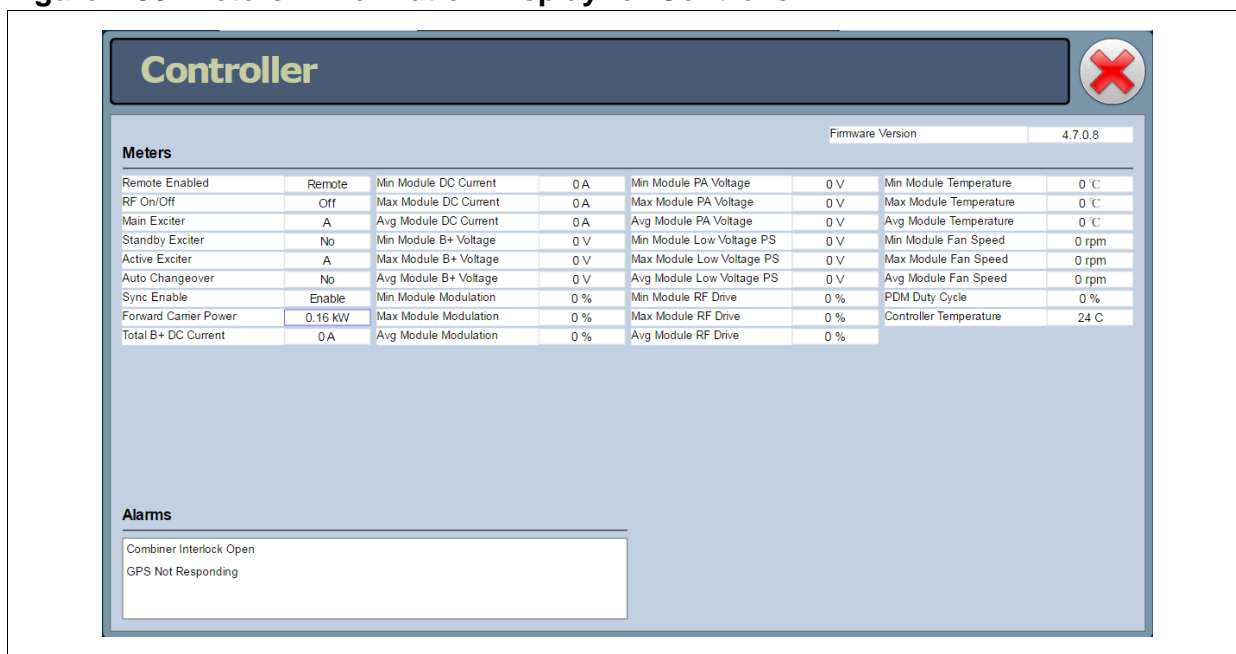 Controller
Firmware Version 4.7.0.8
Meters
Remote Enabled Remote Min Module DC Current 0 A Min Module PA Voltage 0 V Min Module Temperature 0 ℃
RF On/Off Off Max Module DC Current 0 A Max Module PA Voltage 0 V Max Module Temperature 0 ℃
Main Exciter A Avg Module DC Current 0 A Avg Module PA Voltage 0 V Avg Module Temperature 0 ℃
Standby Exciter No Min Module B+ Voltage 0 V Min Module Low Voltage PS 0 V Min Module Fan Speed 0 rpm
Active Exciter A Max Module B+ Voltage 0 V Max Module Low Voltage PS 0 V Max Module Fan Speed 0 rpm
Auto Changeover No Avg Module B+ Voltage 0 V Avg Module Low Voltage PS 0 V Avg Module Fan Speed 0 rpm
Sync Enable Enable Min Module Modulation 0 % Min Module RF Drive 0 % PDM Duty Cycle 0 %
Forward Carrier Power 0.16 kW Max Module Modulation 0 % Max Module RF Drive 0 % Controller Temperature 24 C
Total B+ DC Current 0 A Avg Module Modulation 0 % Avg Module RF Drive 0 %
Alarms
Combiner Interlock Open
GPS Not Responding